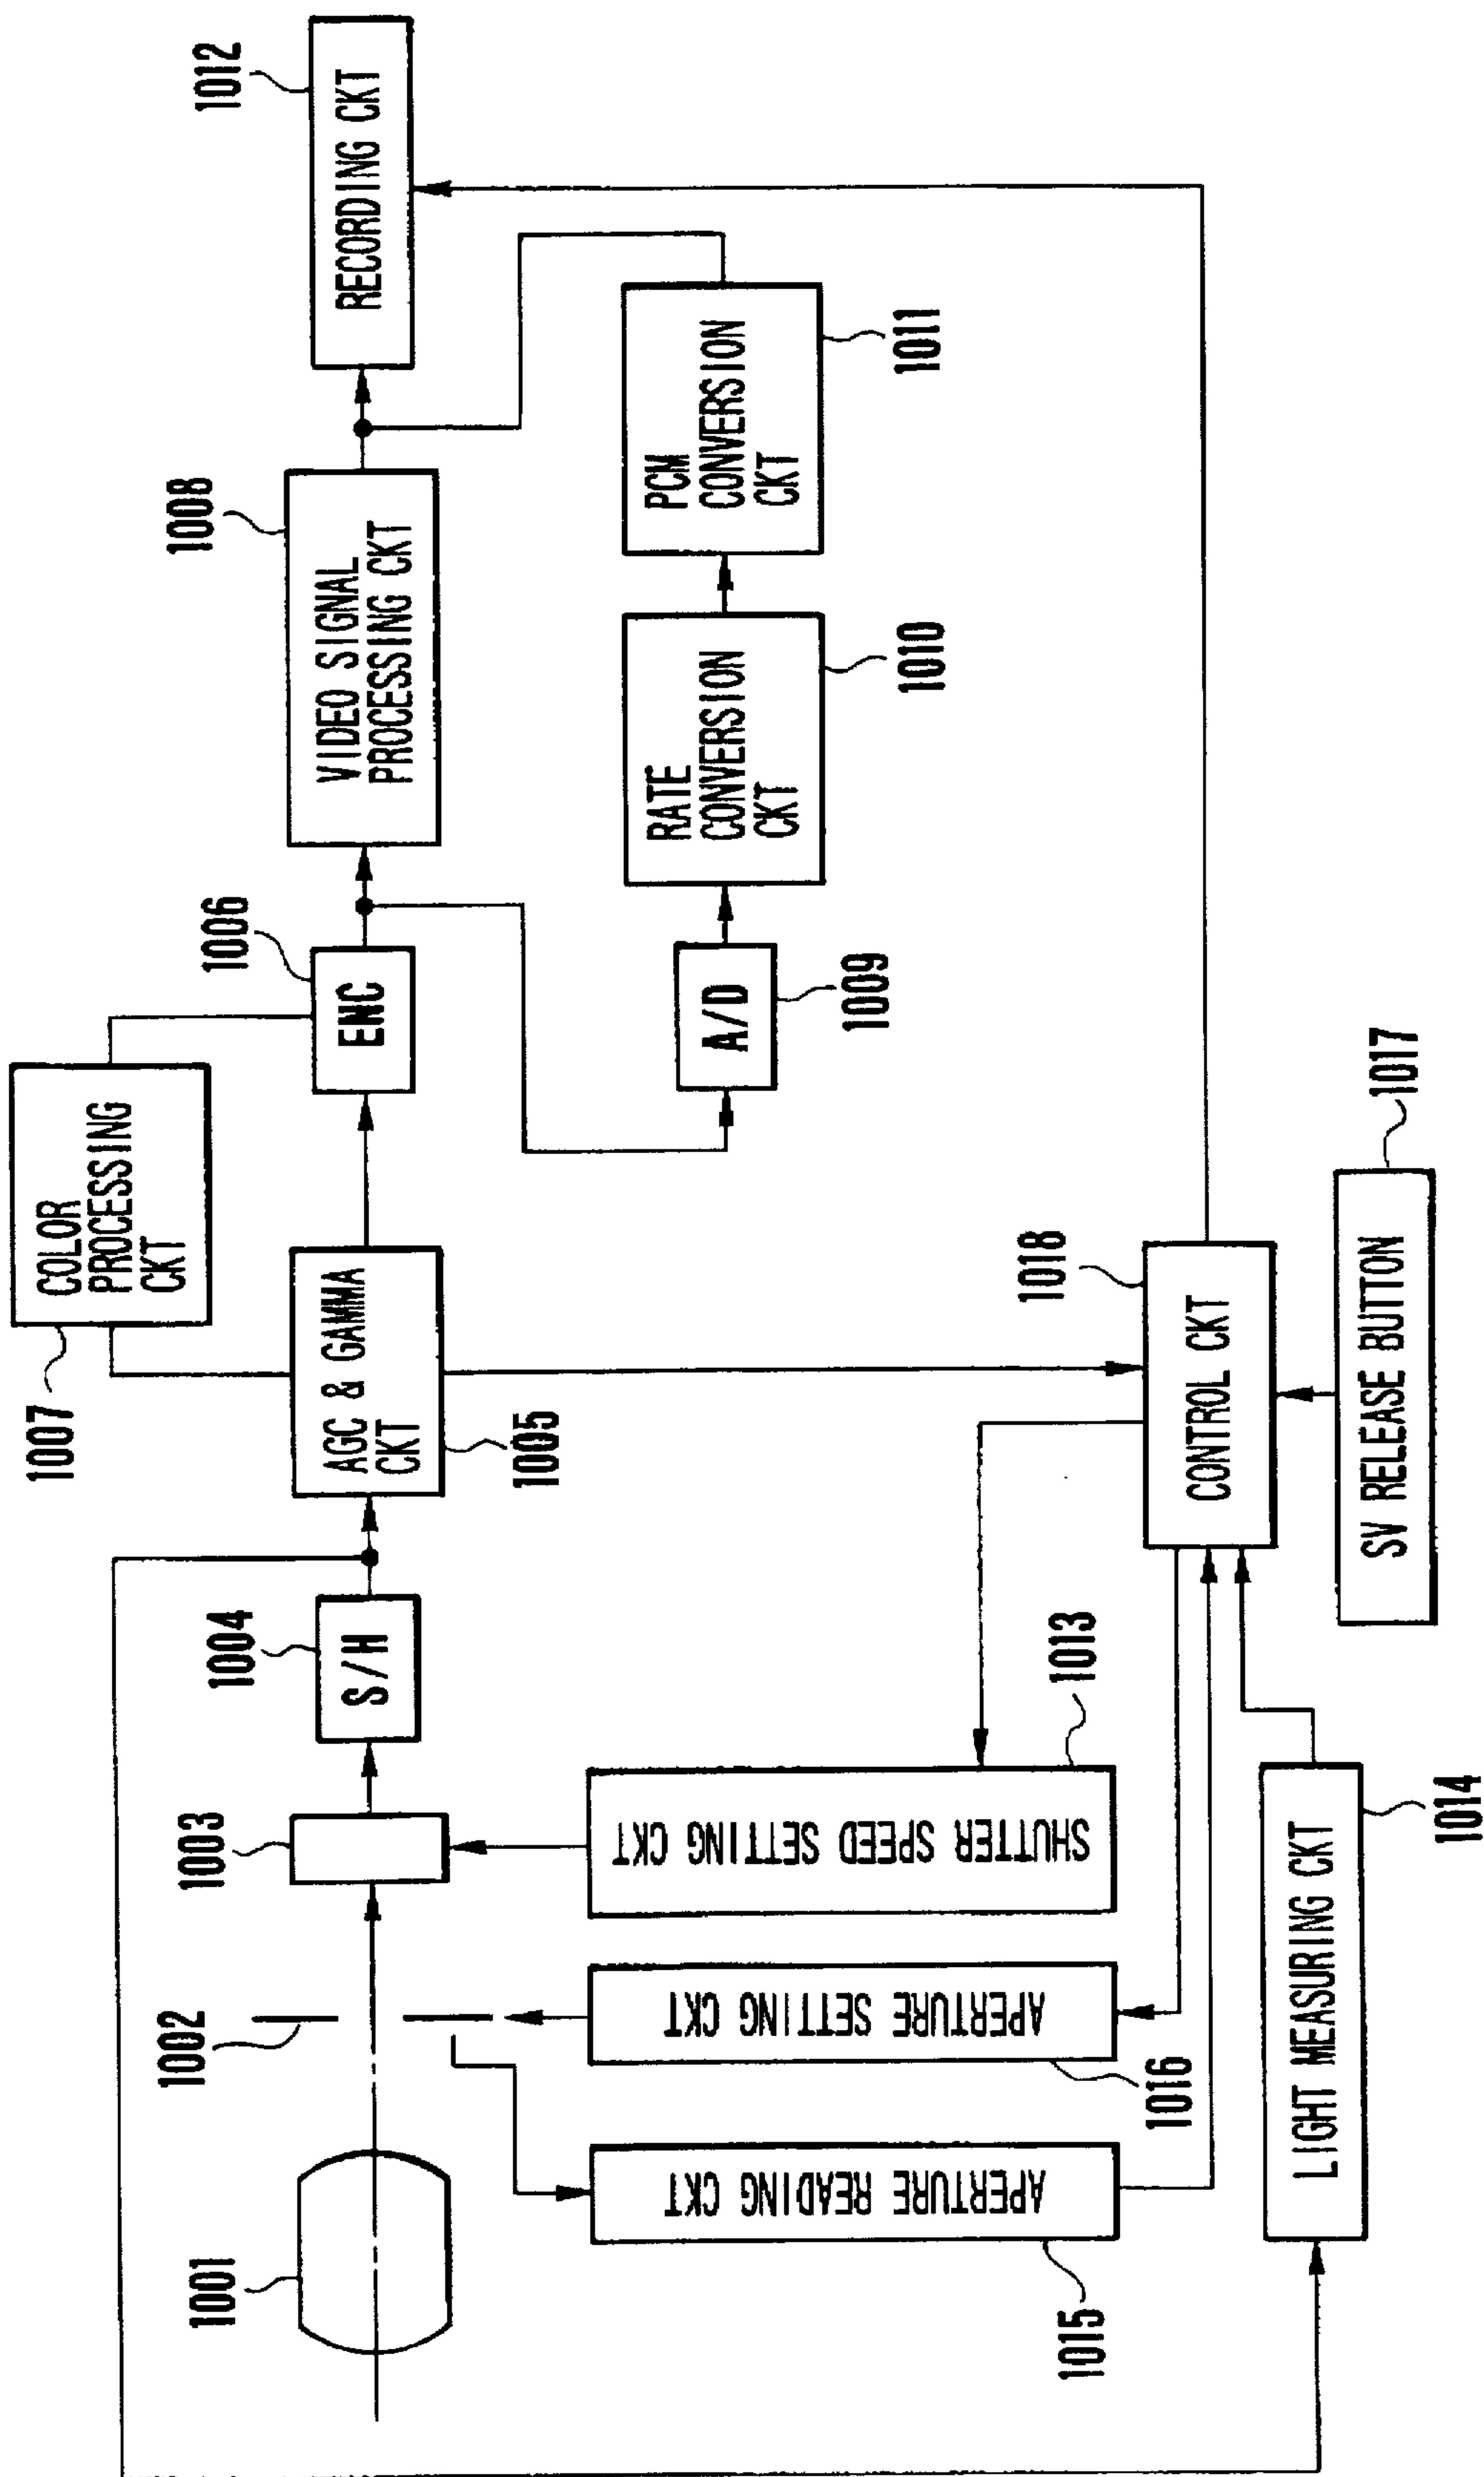 1012
RECORDING CKT
1008
VIDEO SIGNAL
PROCESSING CKT
1006
ENC
COLOR
PROCESSING
CKT
1007
AGC & GAMMA
CKT
1005
1004
S/H
1003
1002
1001
PCM
CONVERSION
CKT
1011
RATE
CONVERSION
CKT
1010
A/D
1009
1018
CONTROL CKT
1017
SV RELEASE BUTTON
1013
SHUTTER SPEED SETTING CKT
APERTURE SETTING CKT
1016
APERTURE READING CKT
1015
LIGHT MEASURING CKT
1014